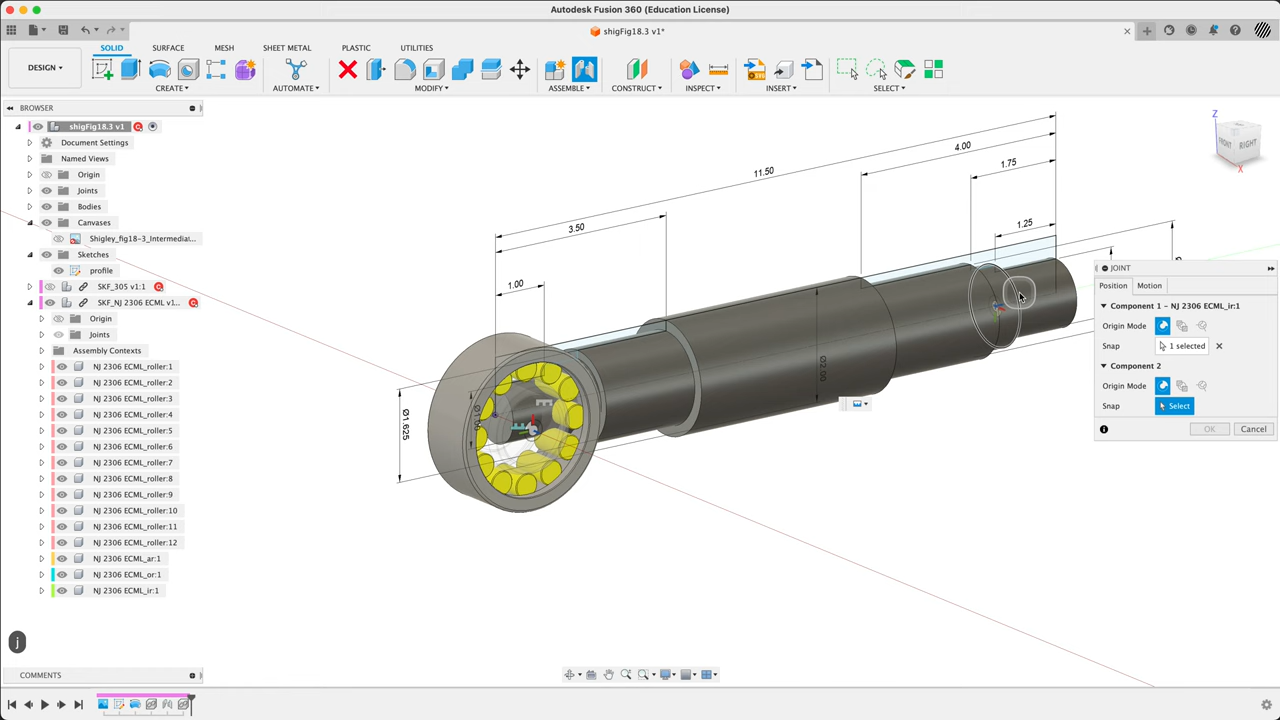 Autodesk Fusion 360 (Education License)
shigFig18.3 v1*
DESIGN
SOLID SURFACE MESH SHEET METAL PLASTIC UTILITIES
CREATE AUTOMATE MODIFY ASSEMBLE CONSTRUCT INSPECT INSERT SELECT
BROWSER
shigFig18.3 v1
Document Settings
Named Views
Origin
Joints
Bodies
Canvases
Shigley_fig18-3_Intermediat...
Sketches
profile
SKF_305 v1:1
SKF_NJ 2306 ECML v1...
Origin
Joints
Assembly Contexts
NJ 2306 ECML_roller:1
NJ 2306 ECML_roller:2
NJ 2306 ECML_roller:3
NJ 2306 ECML_roller:4
NJ 2306 ECML_roller:5
NJ 2306 ECML_roller:6
NJ 2306 ECML_roller:7
NJ 2306 ECML_roller:8
NJ 2306 ECML_roller:9
NJ 2306 ECML_roller:10
NJ 2306 ECML_roller:11
NJ 2306 ECML_roller:12
NJ 2306 ECML_ar:1
NJ 2306 ECML_or:1
NJ 2306 ECML_ir:1
j
COMMENTS
11.50
4.00
1.75
1.25
3.50
1.00
Ø2.00
Ø1.625
Z
FRONT
RIGHT
X
JOINT
Position Motion
Component 1 - NJ 2306 ECML_ir:1
Origin Mode
Snap 1 selected
Component 2
Origin Mode
Snap Select
OK Cancel